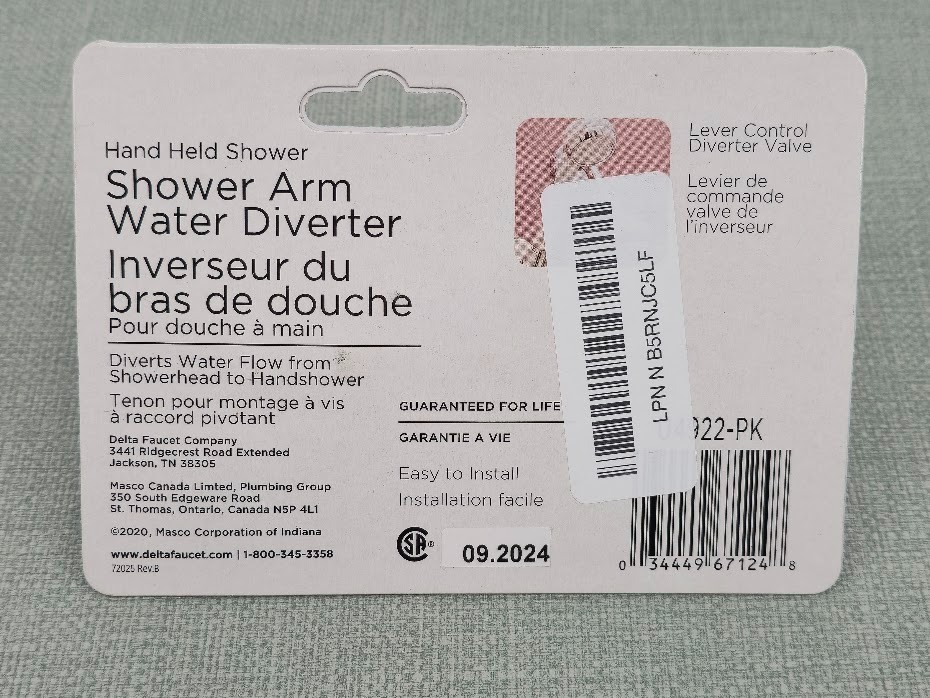 Hand Held Shower
Shower Arm
Water Diverter
Inverseur du
bras de douche
Pour douche à main
Diverts Water Flow from
Showerhead to Handshower
Tenon pour montage à vis
à raccord pivotant
Delta Faucet Company
3441 Ridgecrest Road Extended
Jackson, TN 38305
Masco Canada Limted, Plumbing Group
350 South Edgeware Road
St. Thomas, Ontario, Canada N5P 4L1
©2020, Masco Corporation of Indiana
www.deltafaucet.com | 1-800-345-3358
72025 Rev.B
GUARANTEED FOR LIFE
GARANTIE A VIE
Easy to Install
Installation facile
SA®
09.2024
Lever Control
Diverter Valve
Levier de
commande
valve de
l'inverseur
LPN N B5RNJC5LF
04922-PK
0 34449 67124 8